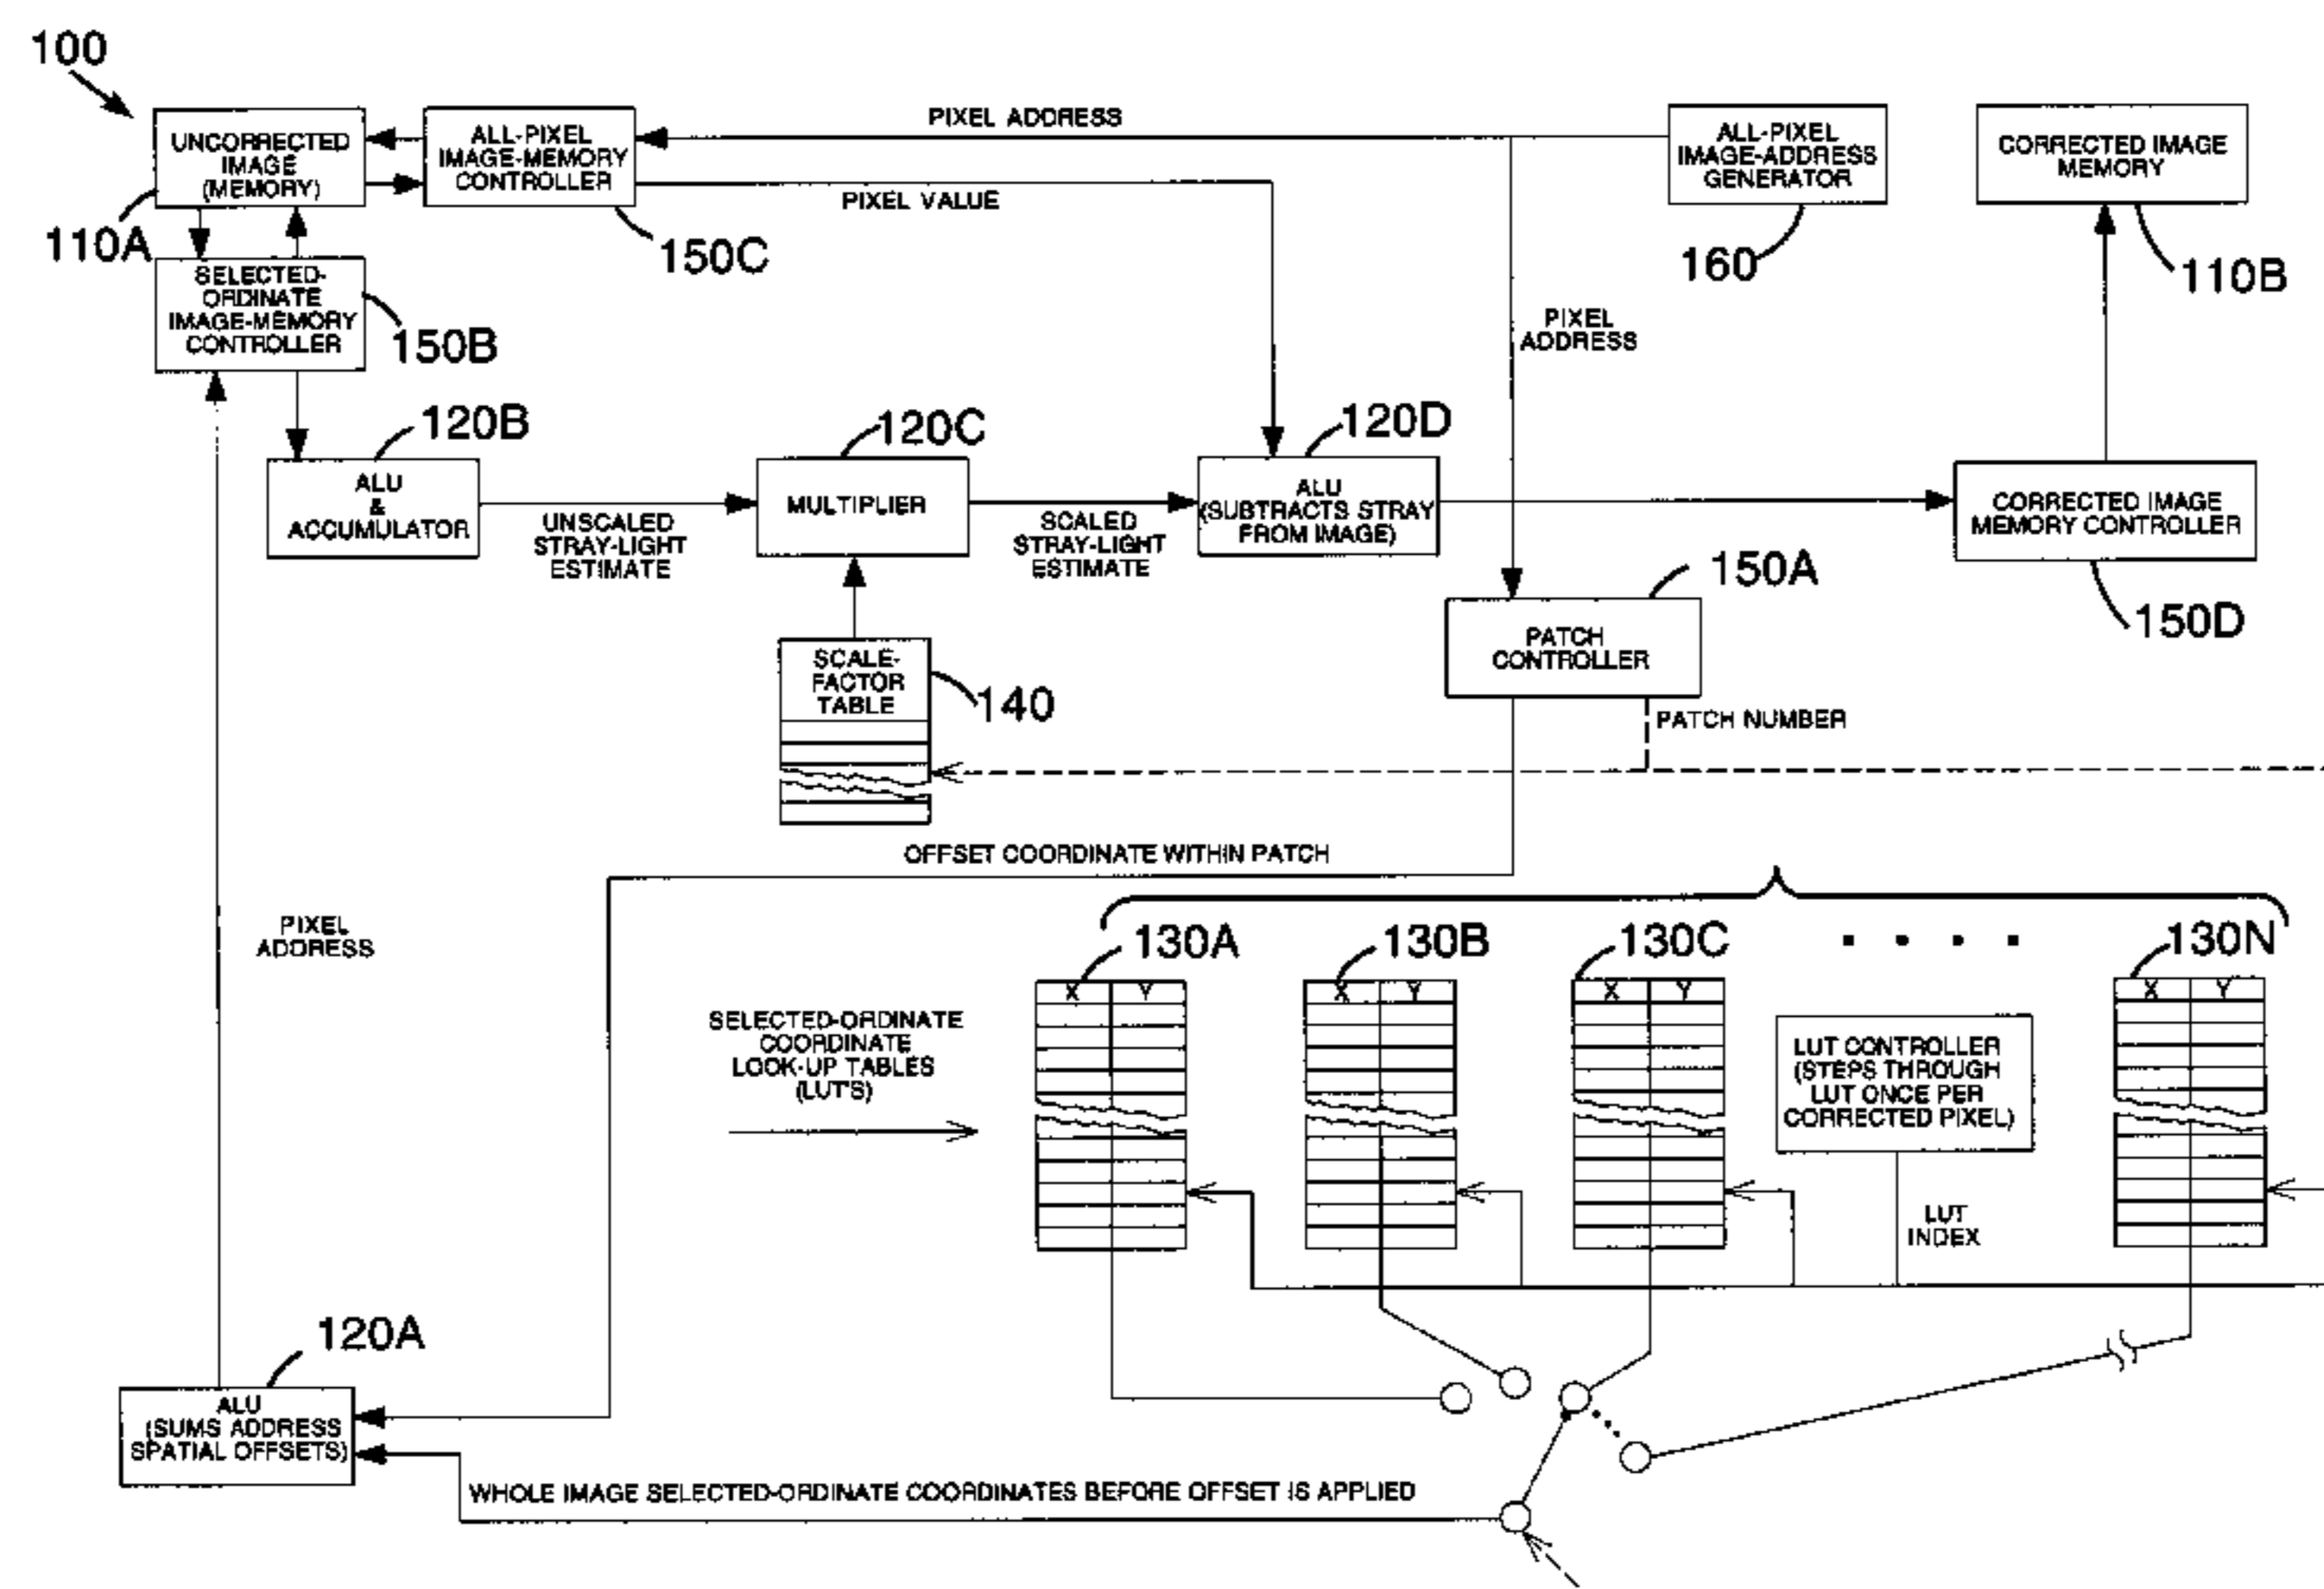 100
UNCORRECTED
IMAGE
(MEMORY)
110A
ALL-PIXEL
IMAGE-MEMORY
CONTROLLER
150C
PIXEL ADDRESS
PIXEL VALUE
ALL-PIXEL
IMAGE-ADDRESS
GENERATOR
160
CORRECTED IMAGE
MEMORY
110B
SELECTED-
ORDINATE
IMAGE-MEMORY
CONTROLLER
150B
PIXEL
ADDRESS
120B
ALU
&
ACCUMULATOR
UNSCALED
STRAY-LIGHT
ESTIMATE
120C
MULTIPLIER
SCALED
STRAY-LIGHT
ESTIMATE
120D
ALU
(SUBTRACTS STRAY
FROM IMAGE)
CORRECTED IMAGE
MEMORY CONTROLLER
150D
150A
PATCH
CONTROLLER
PATCH NUMBER
SCALE-
FACTOR
TABLE
140
OFFSET COORDINATE WITHIN PATCH
PIXEL
ADDRESS
SELECTED-ORDINATE
COORDINATE
LOOK-UP TABLES
(LUT'S)
130A
X Y
130B
X Y
130C
X Y
130N
X Y
LUT CONTROLLER
(STEPS THROUGH
LUT ONCE PER
CORRECTED PIXEL)
LUT
INDEX
120A
ALU
(SUMS ADDRESS
SPATIAL OFFSETS)
WHOLE IMAGE SELECTED-ORDINATE COORDINATES BEFORE OFFSET IS APPLIED